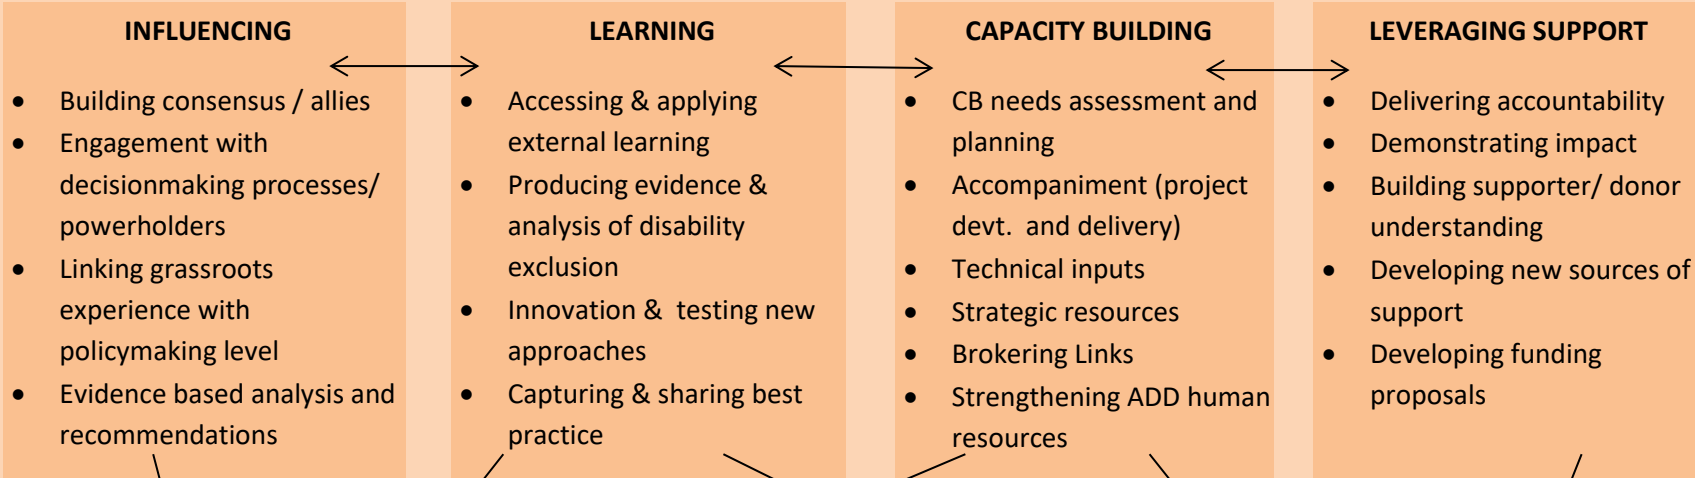 INFLUENCING
• Building consensus / allies
• Engagement with
decisionmaking processes/
powerholders
• Linking grassroots
experience with
policymaking level
• Evidence based analysis and
recommendations
LEARNING
• Accessing & applying
external learning
• Producing evidence &
analysis of disability
exclusion
• Innovation & testing new
approaches
• Capturing & sharing best
practice
CAPACITY BUILDING
• CB needs assessment and
planning
• Accompaniment (project
devt. and delivery)
• Technical inputs
• Strategic resources
• Brokering Links
• Strengthening ADD human
resources
LEVERAGING SUPPORT
• Delivering accountability
• Demonstrating impact
• Building supporter/ donor
understanding
• Developing new sources of
support
• Developing funding
proposals